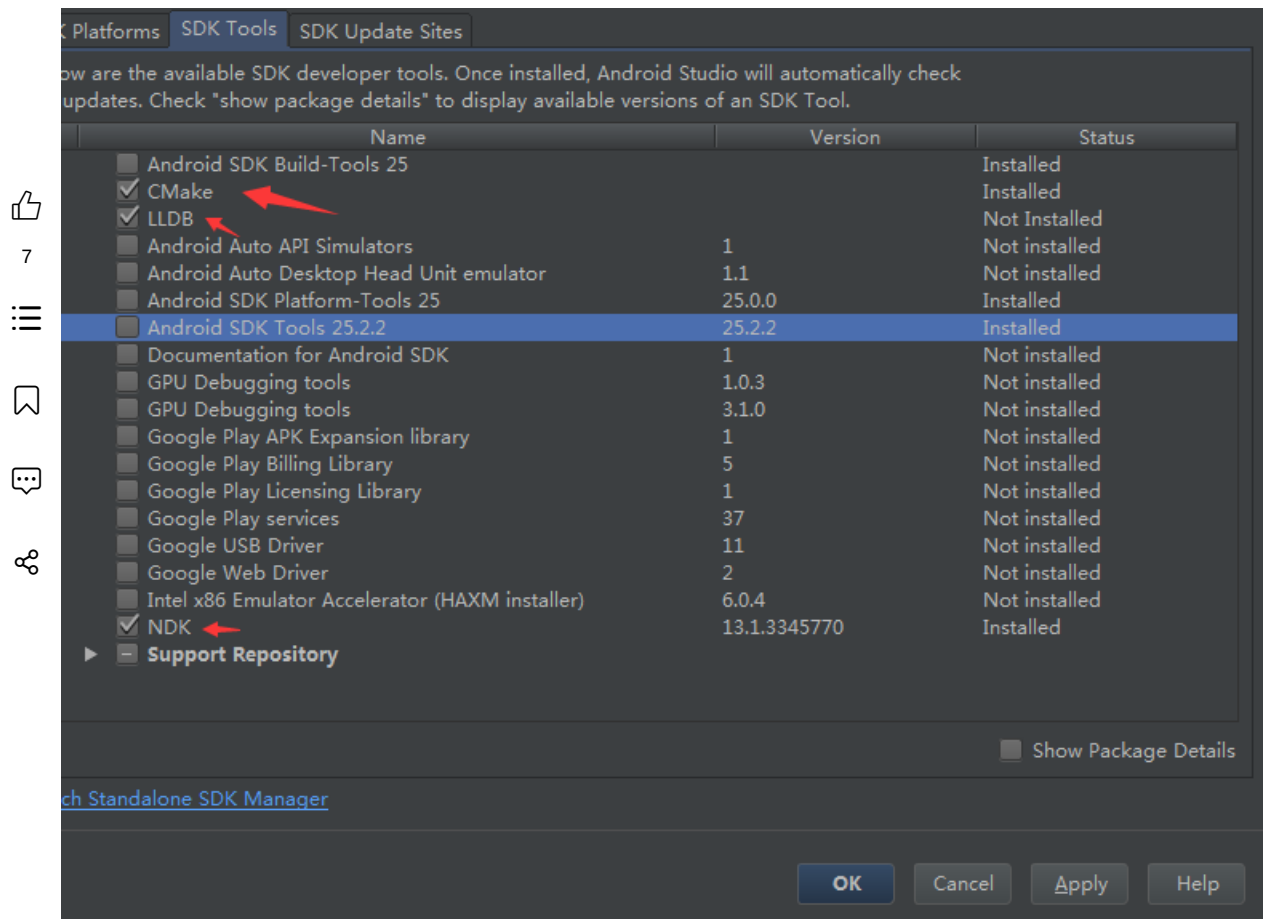 K Platforms SDK Tools SDK Update Sites
ow are the available SDK developer tools. Once installed, Android Studio will automatically check
updates. Check "show package details" to display available versions of an SDK Tool.
Name Version Status
Android SDK Build-Tools 25 Installed
CMake Installed
LLDB Not Installed
Android Auto API Simulators 1 Not installed
7
Android Auto Desktop Head Unit emulator 1.1 Not installed
Android SDK Platform-Tools 25 25.0.0 Installed
Android SDK Tools 25.2.2 25.2.2 Installed
Documentation for Android SDK 1 Not installed
GPU Debugging tools 1.0.3 Not installed
GPU Debugging tools 3.1.0 Not installed
Google Play APK Expansion library 1 Not installed
Google Play Billing Library 5 Not installed
Google Play Licensing Library 1 Not installed
Google Play services 37 Not installed
Google USB Driver 11 Not installed
Google Web Driver 2 Not installed
Intel x86 Emulator Accelerator (HAXM installer) 6.0.4 Not installed
NDK 13.1.3345770 Installed
Support Repository
Show Package Details
ch Standalone SDK Manager
OK Cancel Apply Help